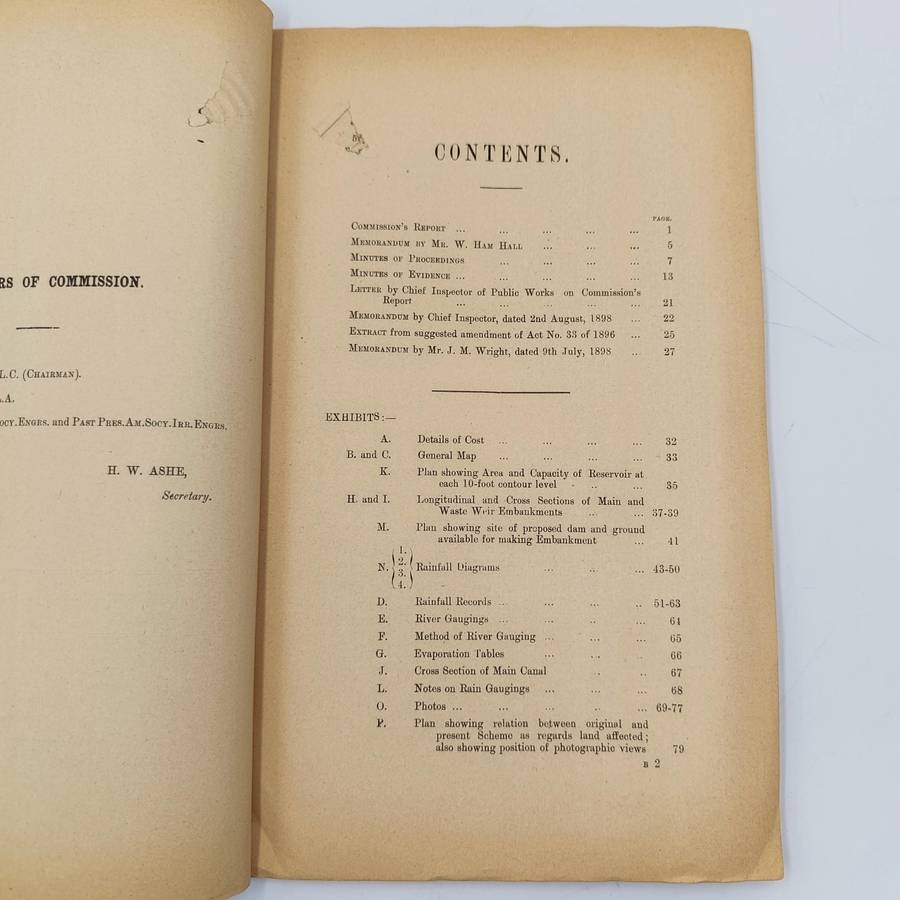 RS OF COMMISSION.
L.C. (CHAIRMAN).
.A.
OCY.ENGRS. and PAST PRES.AM.SOCY.IRR.ENGRS.
H. W. ASHE,
Secretary.
CONTENTS.
PAGE.
COMMISSION'S REPORT ... ... ... ... ... 1
MEMORANDUM BY MR. W. HAM HALL ... ... ... 5
MINUTES OF PROCEEDINGS ... ... ... ... 7
MINUTES OF EVIDENCE ... ... ... ... ... 13
LETTER by Chief Inspector of Public Works on Commission's
Report ... ... ... ... ... 21
MEMORANDUM by Chief Inspector, dated 2nd August, 1898 ... 22
EXTRACT from suggested amendment of Act No. 33 of 1896 ... 25
MEMORANDUM by Mr. J. M. Wright, dated 9th July, 1898 ... 27
EXHIBITS:—
A. Details of Cost ... ... ... ... 32
B. and C. General Map ... ... ... ... 33
K. Plan showing Area and Capacity of Reservoir at
each 10-foot contour level . .. ... 35
H. and I. Longitudinal and Cross Sections of Main and
Waste Weir Embankments ... ... 37-39
M. Plan showing site of proposed dam and ground
available for making Embankment ... 41
1.
2.
N. 3. Rainfall Diagrams ... .. ... 43-50
4.
D. Rainfall Records .. ... ... .. 51-63
E. River Gaugings ... ... .. ... 64
F. Method of River Gauging ... ... ... 65
G. Evaporation Tables ... ... .. 66
J. Cross Section of Main Canal .. .. 67
L. Notes on Rain Gaugings ... ... ... 68
O. Photos ... ... ... .. ... 69-77
P. Plan showing relation between original and
present Scheme as regards land affected;
also showing position of photographic views 79
B 2